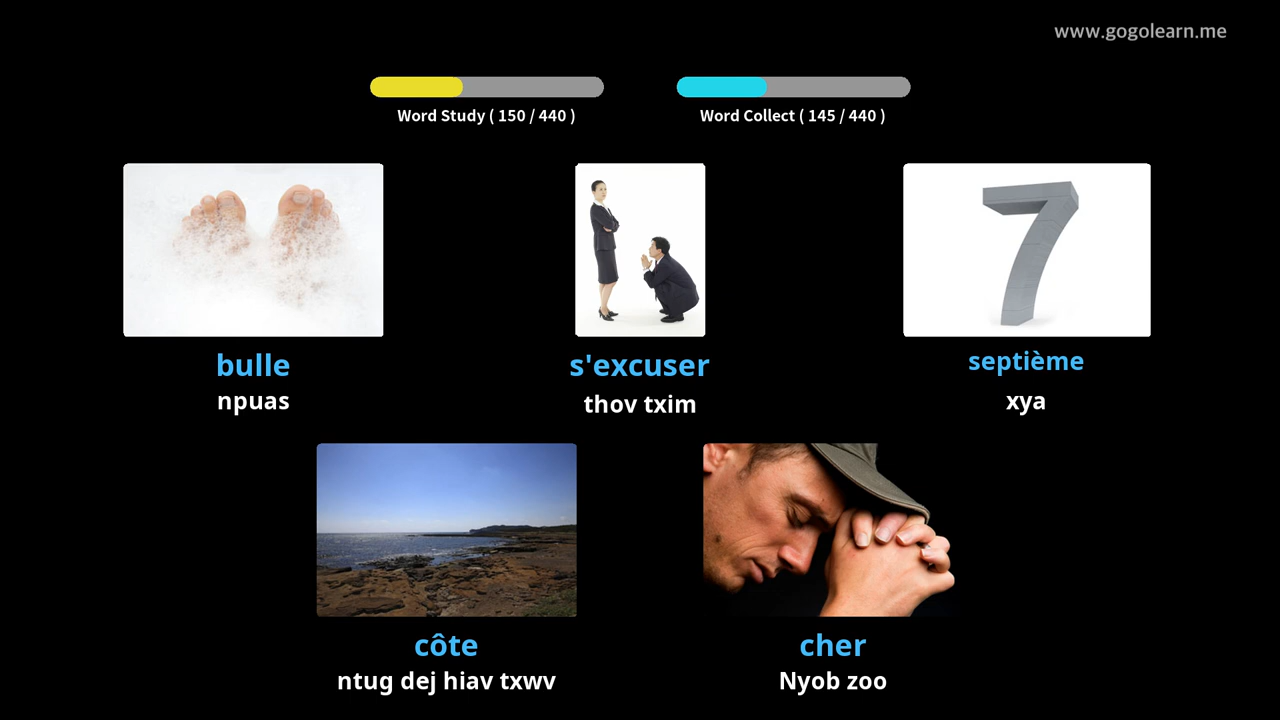 www.gogolearn.me
Word Study ( 150 / 440 )
Word Collect ( 145 / 440 )
bulle
npuas
s'excuser
thov txim
septième
xya
côte
ntug dej hiav txwv
cher
Nyob zoo